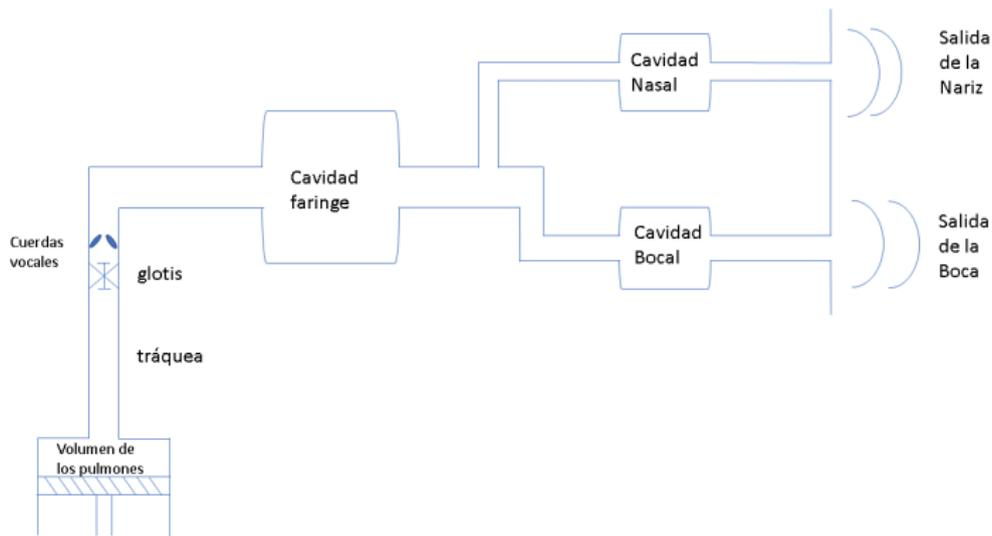 Cavidad
Nasal
Salida
de la
Nariz
Cavidad
faringe
Cavidad
Bocal
Salida
de la
Boca
Cuerdas
vocales
glotis
tráquea
Volumen de
los pulmones